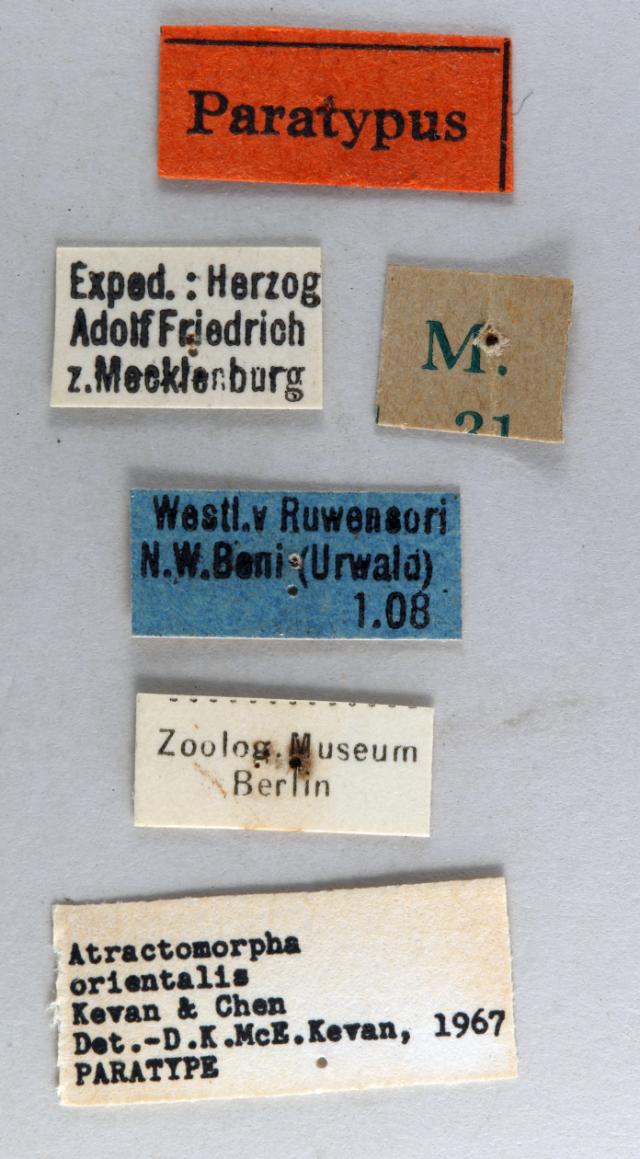 Paratypus
Exped. : Herzog
Adolf Friedrich
z. Mecklenburg
M.
21
Westl. v Ruwensori
N.W. Beni (Urwald)
1.08
Zoolog. Museum
Berlin
Atractomorpha
orientalis
Kevan & Chen
Det.-D.K.McE.Kevan, 1967
PARATYPE